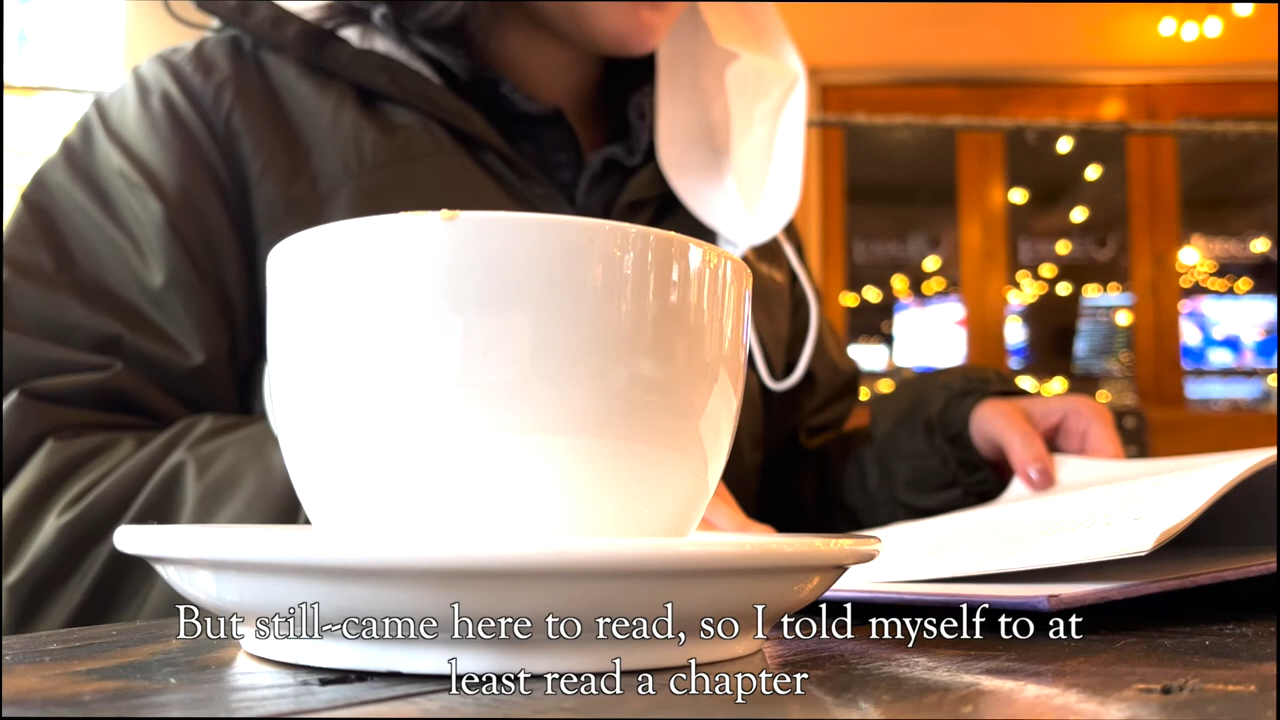 But still--came here to read, so I told myself to at
least read a chapter